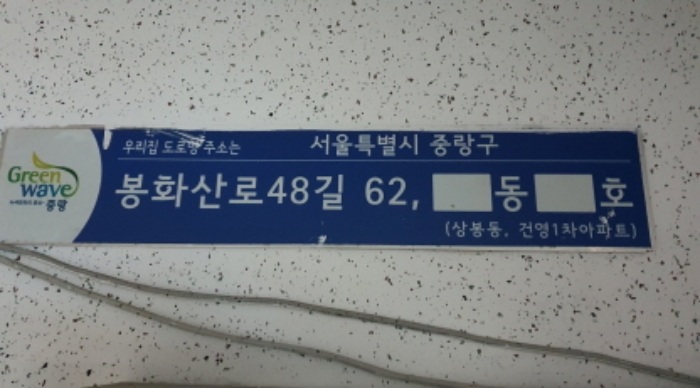 Green
wave
중랑
우리집 도로명 주소는 서울특별시 중랑구
봉화산로48길 62, 동 호
(상봉동, 건영1차아파트)